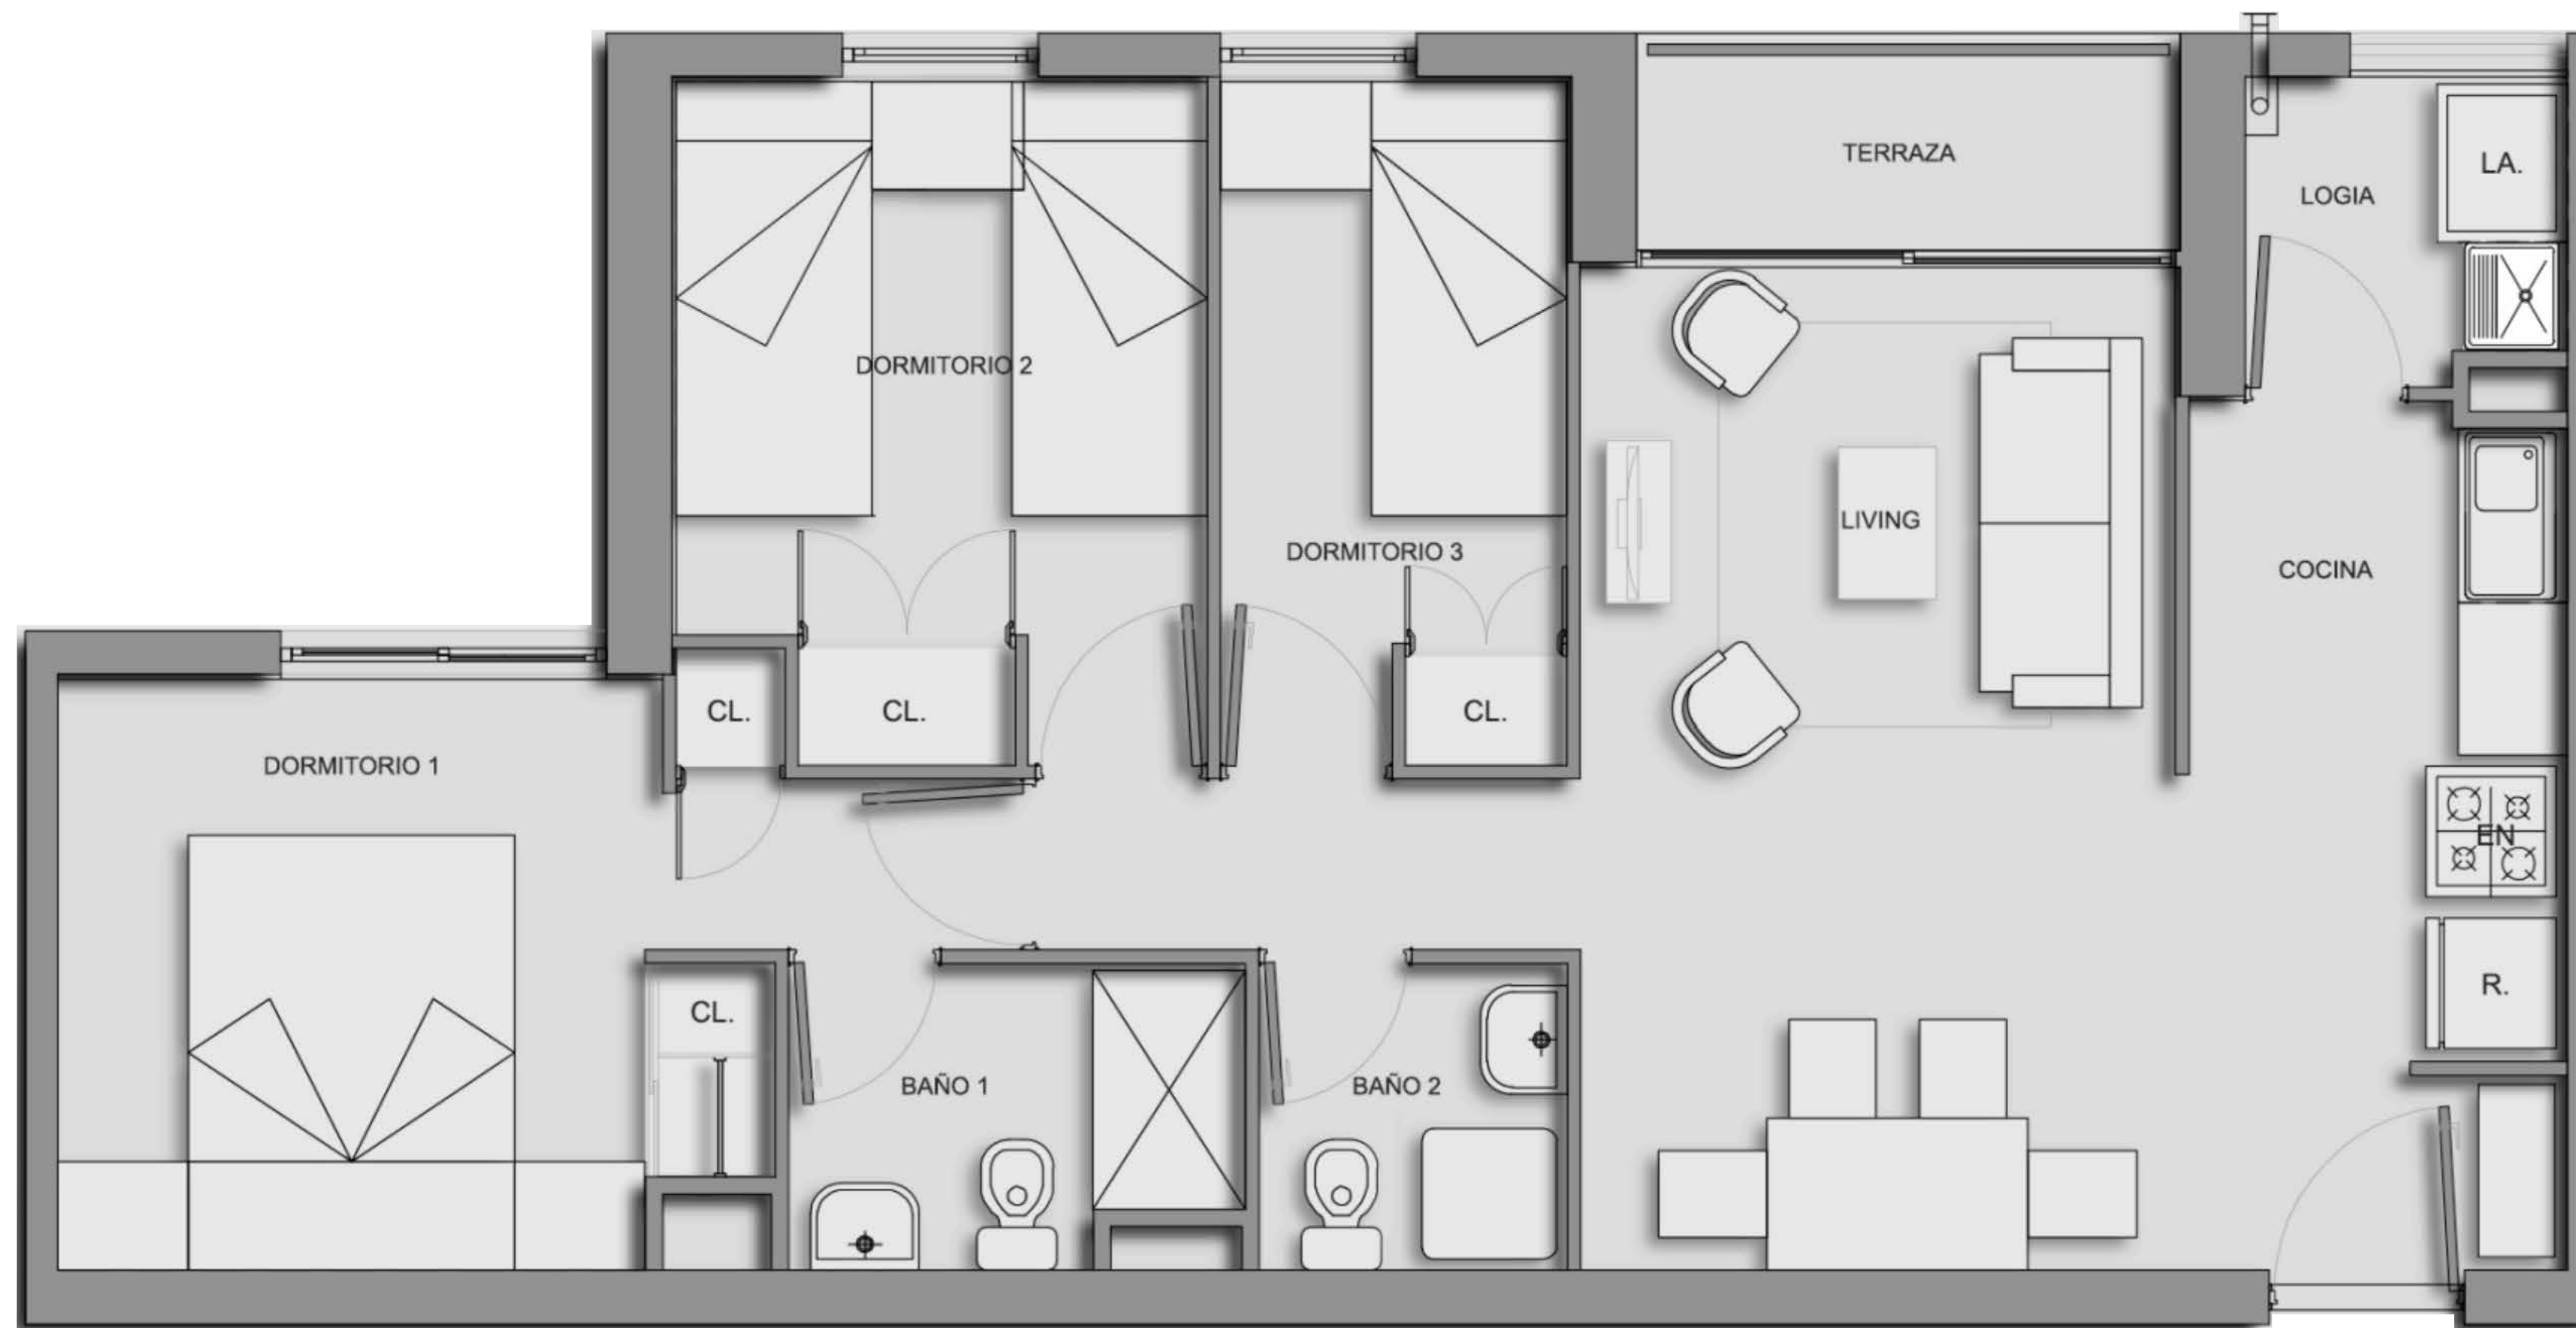 TERRAZA
LA.
LOGIA
DORMITORIO 2
LIVING
DORMITORIO 3
COCINA
CL.
CL.
CL.
DORMITORIO 1
EN
R.
CL.
BAÑO 1
BAÑO 2